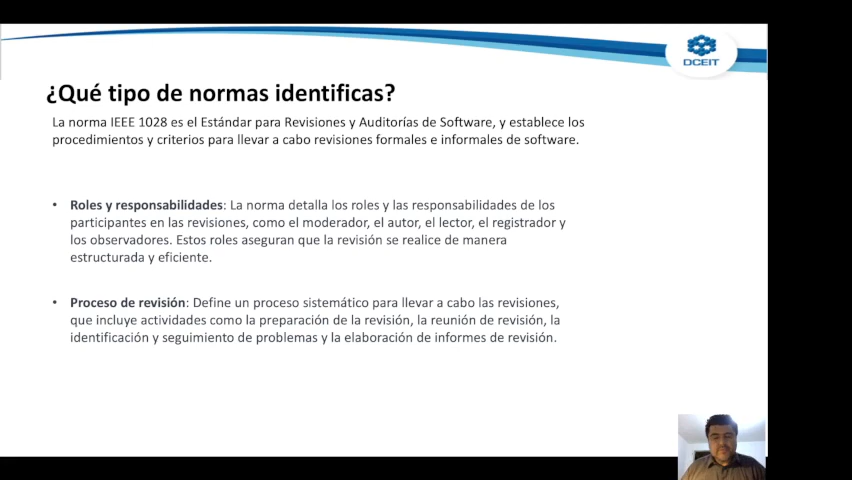 DCEIT
¿Qué tipo de normas identificas?
La norma IEEE 1028 es el Estándar para Revisiones y Auditorías de Software, y establece los
procedimientos y criterios para llevar a cabo revisiones formales e informales de software.
• Roles y responsabilidades: La norma detalla los roles y las responsabilidades de los
participantes en las revisiones, como el moderador, el autor, el lector, el registrador y
los observadores. Estos roles aseguran que la revisión se realice de manera
estructurada y eficiente.
• Proceso de revisión: Define un proceso sistemático para llevar a cabo las revisiones,
que incluye actividades como la preparación de la revisión, la reunión de revisión, la
identificación y seguimiento de problemas y la elaboración de informes de revisión.